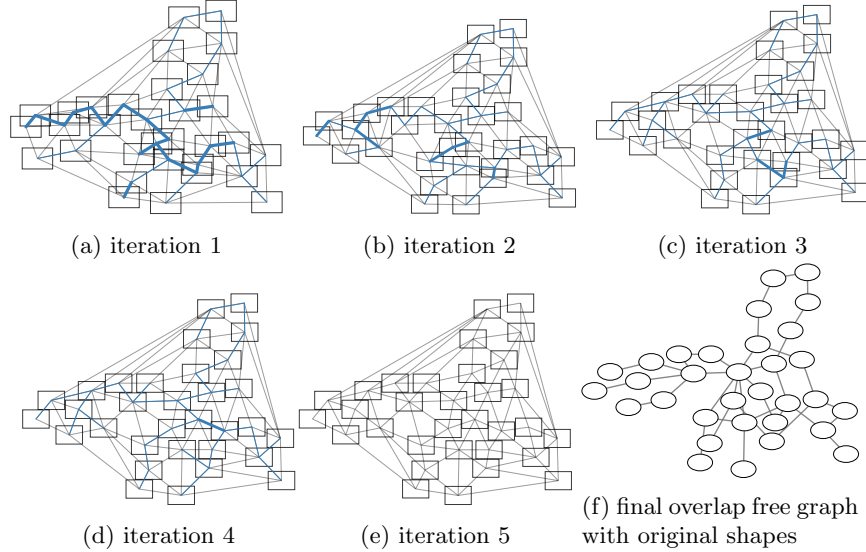 (a) iteration 1
(b) iteration 2
(c) iteration 3
(d) iteration 4
(e) iteration 5
(f) final overlap free graph
with original shapes